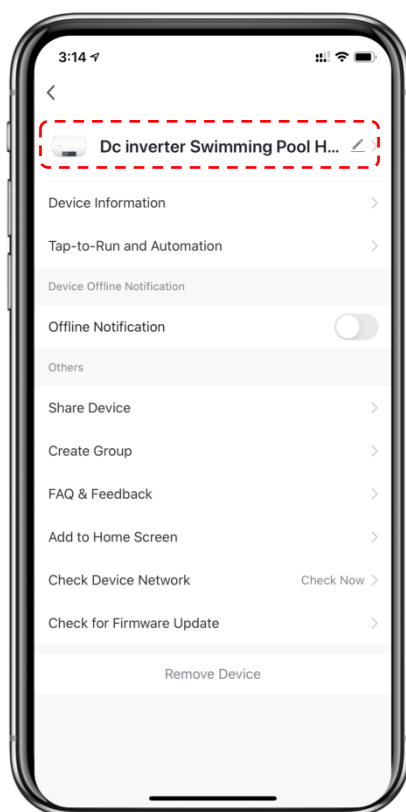 3:14
Dc inverter Swimming Pool H...
Device Information
Tap-to-Run and Automation
Device Offline Notification
Offline Notification
Others
Share Device
Create Group
FAQ & Feedback
Add to Home Screen
Check Device Network Check Now
Check for Firmware Update
Remove Device